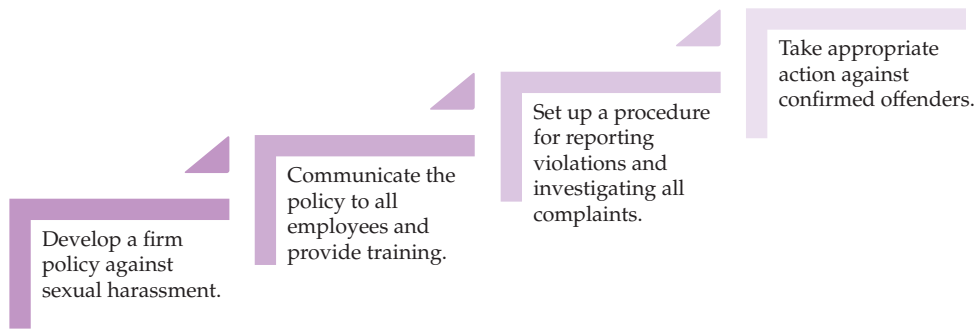 Develop a firm
policy against
sexual harassment.
Communicate the
policy to all
employees and
provide training.
Set up a procedure
for reporting
violations and
investigating all
complaints.
Take appropriate
action against
confirmed offenders.